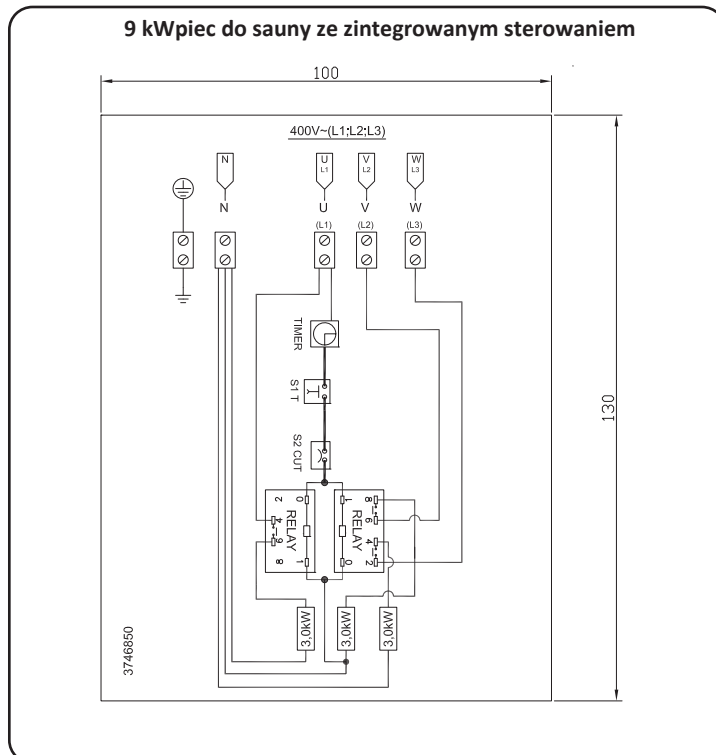 9 kWpiec do sauny ze zintegrowanym sterowaniem
100
400V~(L1;L2;L3)
N
U
L1
V
L2
W
L3
N
U
V
W
(L1)
(L2)
(L3)
TIMER
S1 T
S2 CUT
130
2
0
1
8
4
RELAY
RELAY
6
6
4
8
1
0
2
3,0kW
3,0kW
3,0kW
3746850